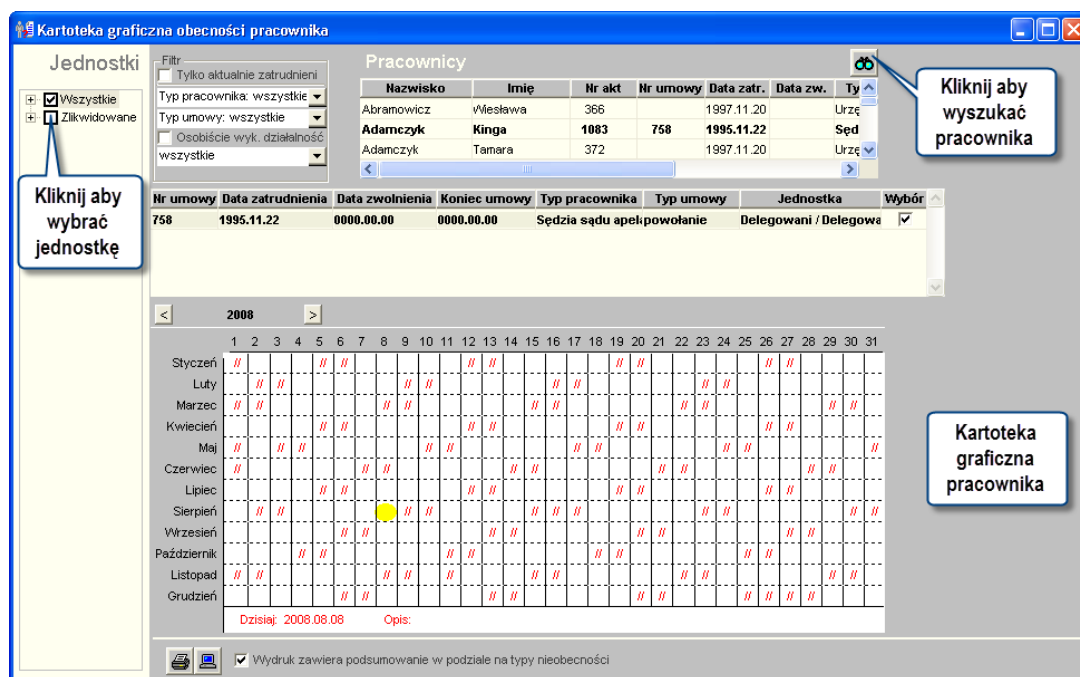 Kartoteka graficzna obecności pracownika
Jednostki
Wszystkie
Zlikwidowane
Kliknij aby
wybrać
jednostkę
Filtr
Tylko aktualnie zatrudnieni
Typ pracownika: wszystkie
Typ umowy: wszystkie
Osobiście wyk. działalność
wszystkie
Pracownicy
Nazwisko Imię Nr akt Nr umowy Data zatr. Data zw. Ty
Abramowicz Wiesława 366 1997.11.20 Urzę
Adamczyk Kinga 1083 758 1995.11.22 Sęd
Adamczyk Tamara 372 1997.11.20 Urzę
Kliknij aby
wyszukać
pracownika
Nr umowy Data zatrudnienia Data zwolnienia Koniec umowy Typ pracownika Typ umowy Jednostka Wybór
758 1995.11.22 0000.00.00 0000.00.00 Sędzia sądu apela powołanie Delegowani / Delegowa
< 2008 >
1 2 3 4 5 6 7 8 9 10 11 12 13 14 15 16 17 18 19 20 21 22 23 24 25 26 27 28 29 30 31
Styczeń // // // // // // // // //
Luty // // // // // // // //
Marzec // // // // // // // // // //
Kwiecień // // // // // // // //
Maj // // // // // // // // // //
Czerwiec // // // // // // // // //
Lipiec // // // // // // // //
Sierpień // // // // // // // // // // //
Wrzesień // // // // // // // //
Październik // // // // // // // //
Listopad // // // // // // // // // // //
Grudzień // // // // // // // // // //
Dzisiaj: 2008.08.08 Opis:
Kartoteka
graficzna
pracownika
Wydruk zawiera podsumowanie w podziale na typy nieobecności